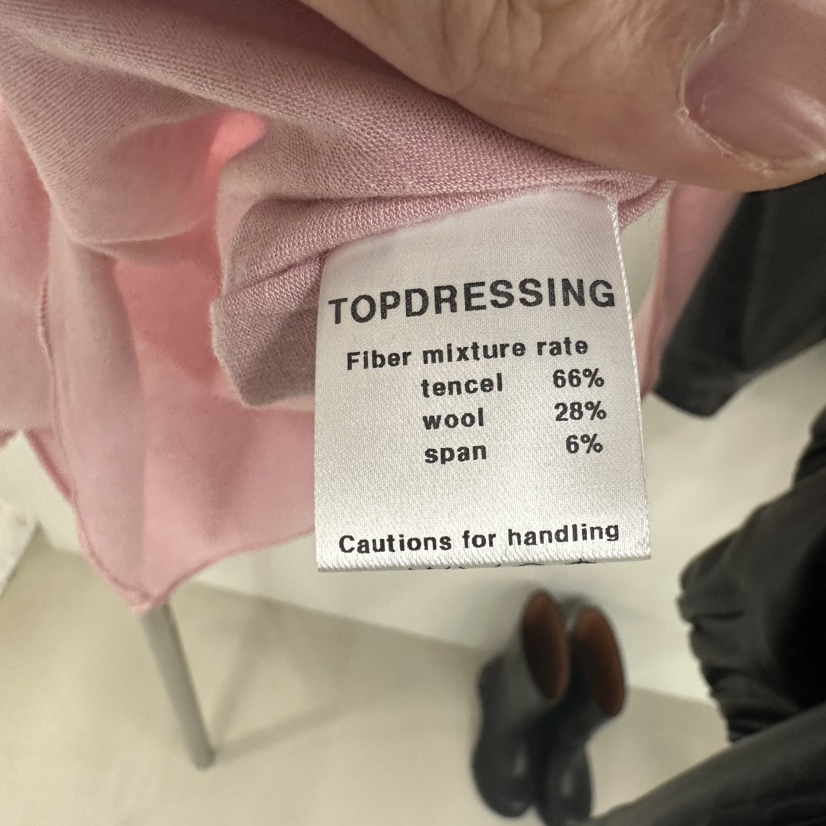 TOPDRESSING
Fiber mixture rate
tencel 66%
wool 28%
span 6%
Cautions for handling